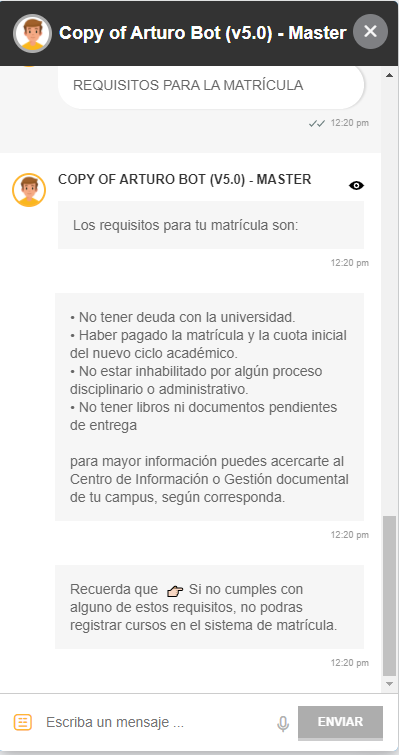 Copy of Arturo Bot (v5.0) - Master
REQUISITOS PARA LA MATRÍCULA
12:20 pm
COPY OF ARTURO BOT (V5.0) - MASTER
Los requisitos para tu matrícula son:
12:20 pm
• No tener deuda con la universidad.
• Haber pagado la matrícula y la cuota inicial
del nuevo ciclo académico.
• No estar inhabilitado por algún proceso
disciplinario o administrativo.
• No tener libros ni documentos pendientes
de entrega
para mayor información puedes acercarte al
Centro de Información o Gestión documental
de tu campus, según corresponda.
12:20 pm
Recuerda que 👉 Si no cumples con
alguno de estos requisitos, no podras
registrar cursos en el sistema de matrícula.
12:20 pm
Escriba un mensaje ...
ENVIAR